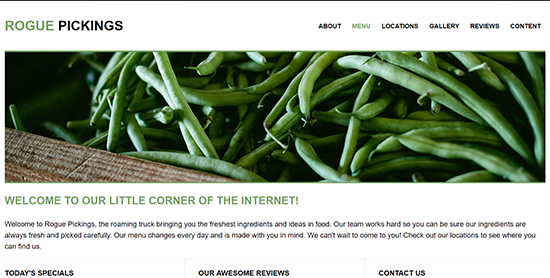 ROGUE PICKINGS
ABOUT MENU LOCATIONS GALLERY REVIEWS CONTENT
WELCOME TO OUR LITTLE CORNER OF THE INTERNET!
Welcome to Rogue Pickings, the roaming truck bringing you the freshest ingredients and ideas in food. Our team works hard so you can be sure our ingredients are
always fresh and picked carefully. Our menu changes every day and is made with you in mind. We can't wait to come to you! Check out our locations to see where you
can find us.
TODAY'S SPECIALS
OUR AWESOME REVIEWS
CONTACT US